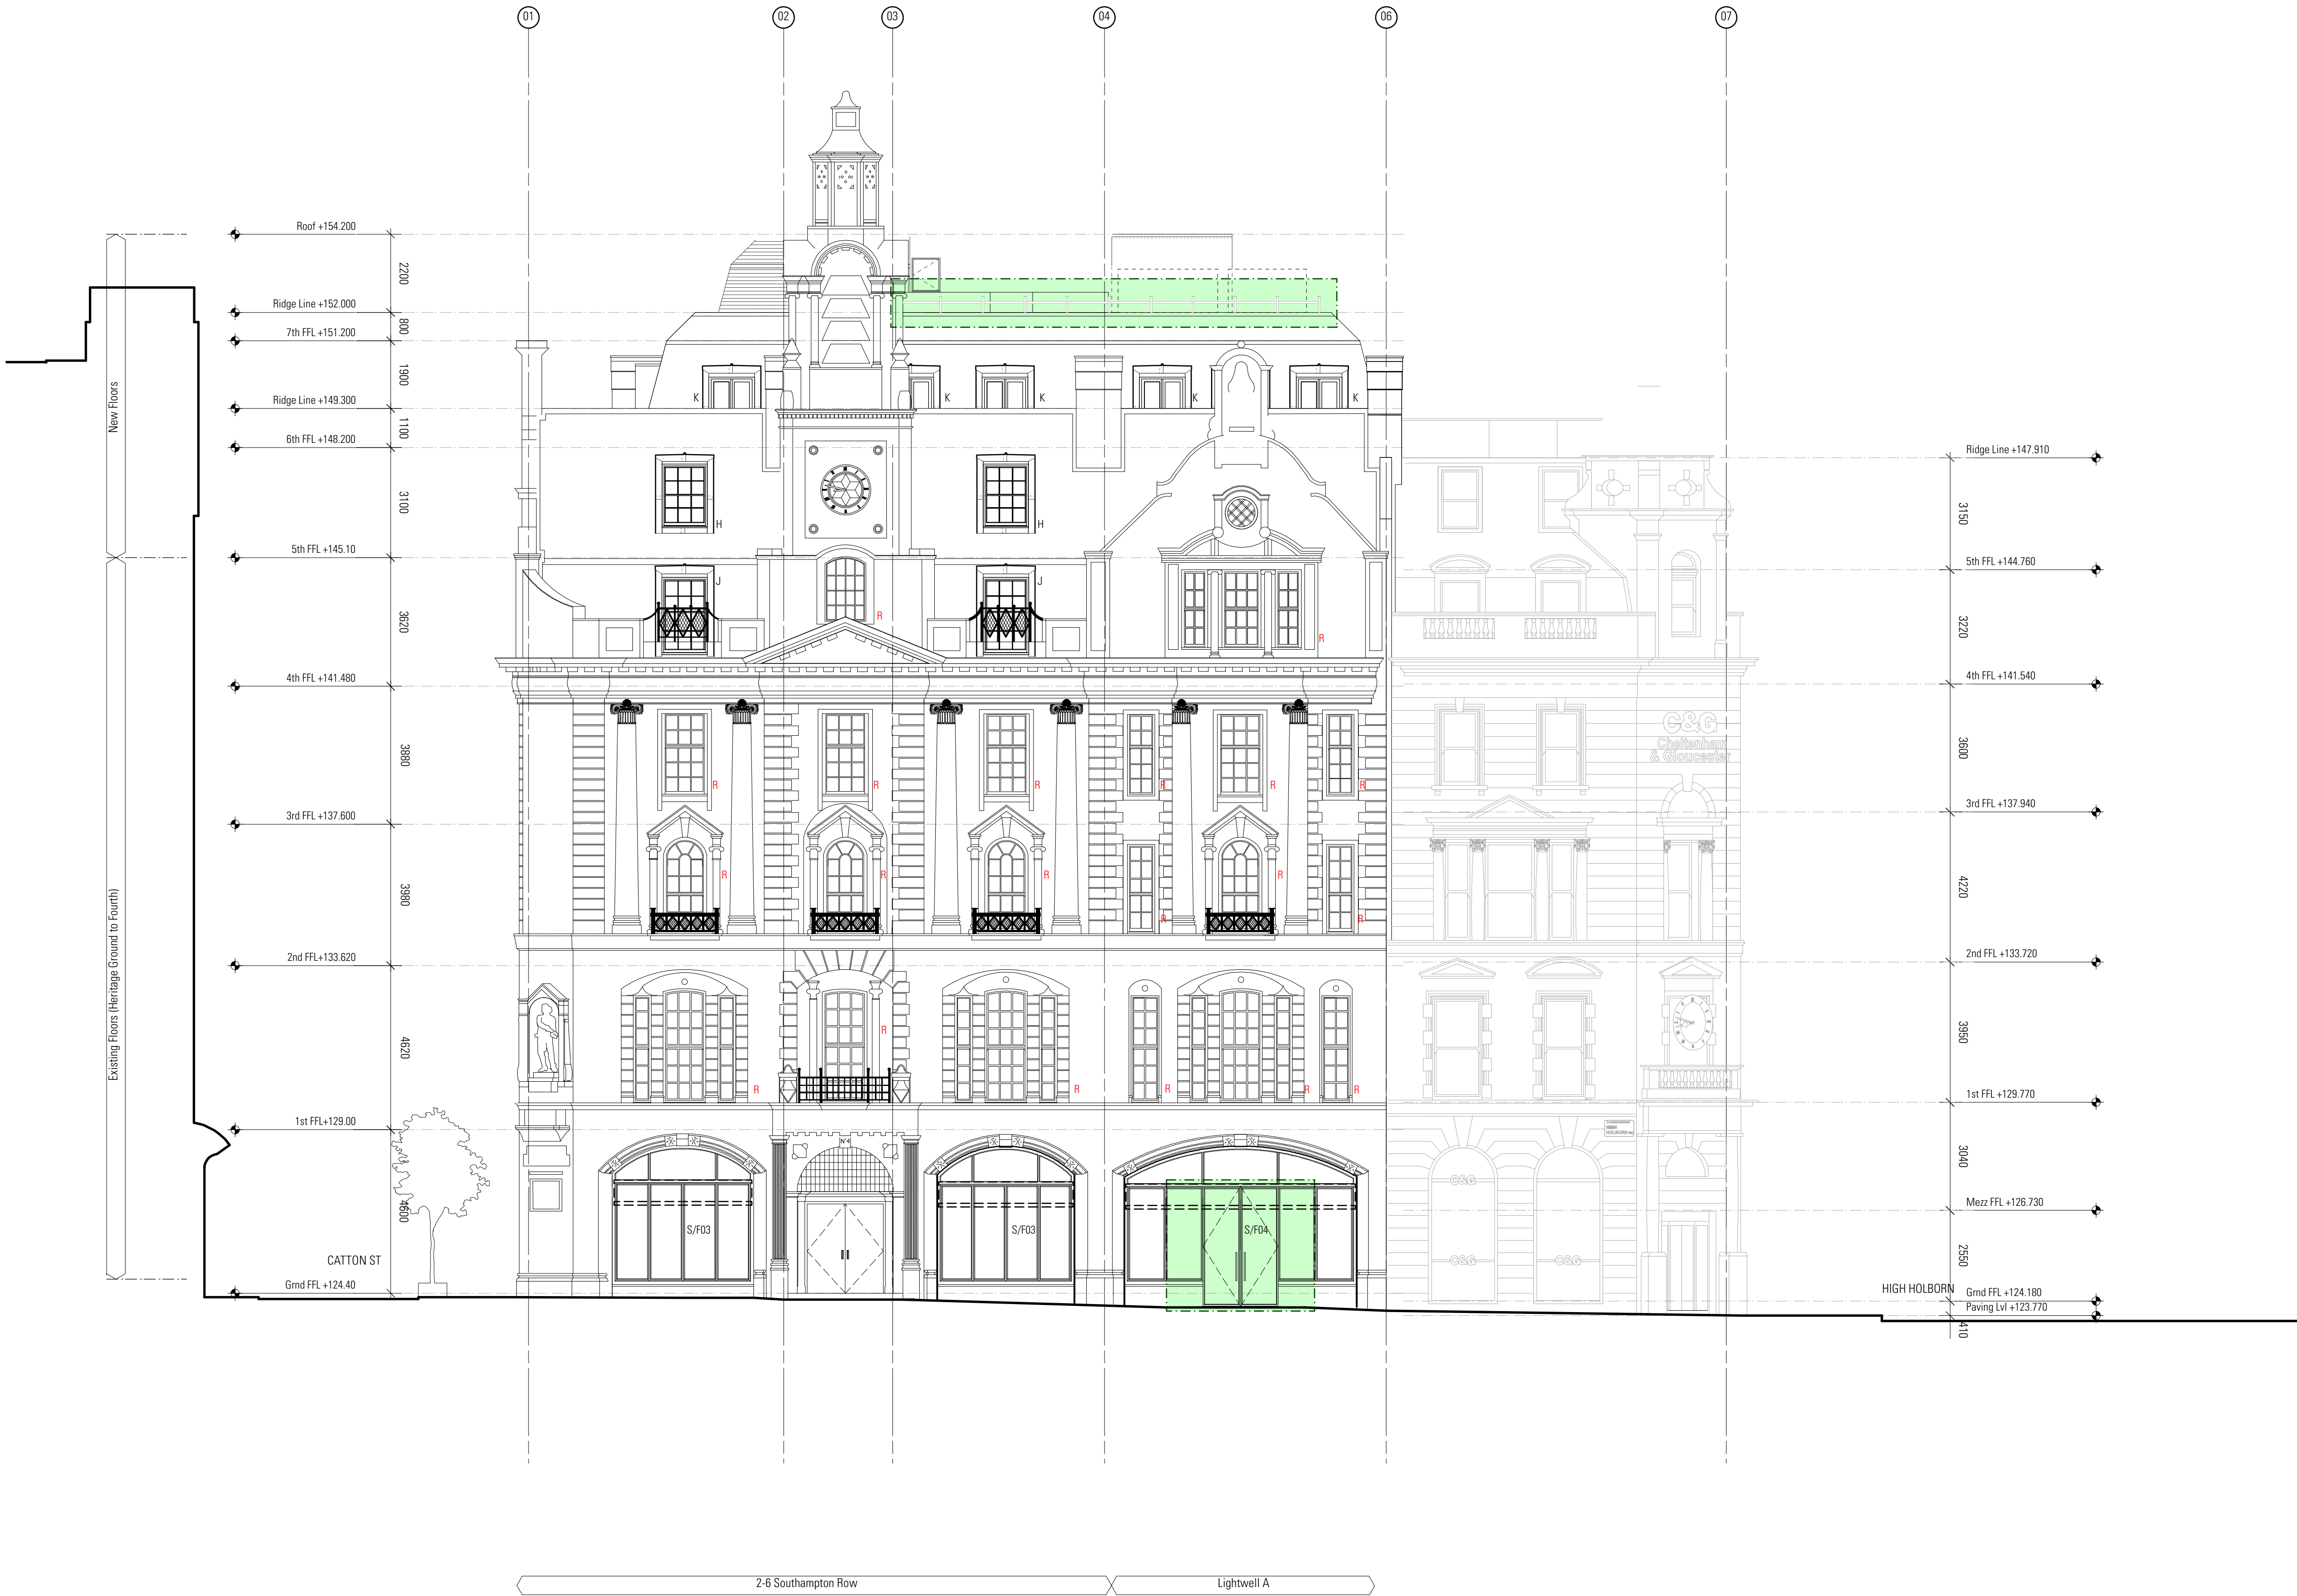 01 02 03 04 06 07
Roof +154.200
2200
Ridge Line +152.000
800
7th FFL +151.200
1900
Ridge Line +149.300
1100
6th FFL +148.200
3100
5th FFL +145.10
3620
4th FFL +141.480
3880
3rd FFL +137.600
3980
2nd FFL+133.620
4620
1st FFL+129.00
4600
Grnd FFL +124.40
New Floors
Existing Floors (Heritage Ground to Fourth)
CATTON ST
K K K K K
H H
J J
R
R
R R R R R R
R R R R
R R
R
R R R R R
N°4
S/F03 S/F03 S/F04
C&G
Cheltenham
& Gloucester
HIGH
HOLBORN WC
C&G
C&G C&G
Ridge Line +147.910
3150
5th FFL +144.760
3220
4th FFL +141.540
3600
3rd FFL +137.940
4220
2nd FFL +133.720
3950
1st FFL +129.770
3040
Mezz FFL +126.730
2550
HIGH HOLBORN
Grnd FFL +124.180
Paving Lvl +123.770
410
2-6 Southampton Row
Lightwell A